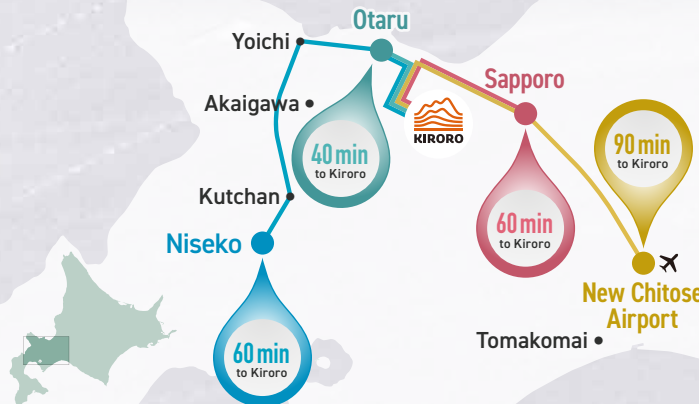 Otaru
Yoichi
Sapporo
Akaigawa
KIRORO
40 min
to Kiroro
90 min
to Kiroro
Kutchan
60 min
to Kiroro
Niseko
New Chitose
Airport
Tomakomai
60 min
to Kiroro